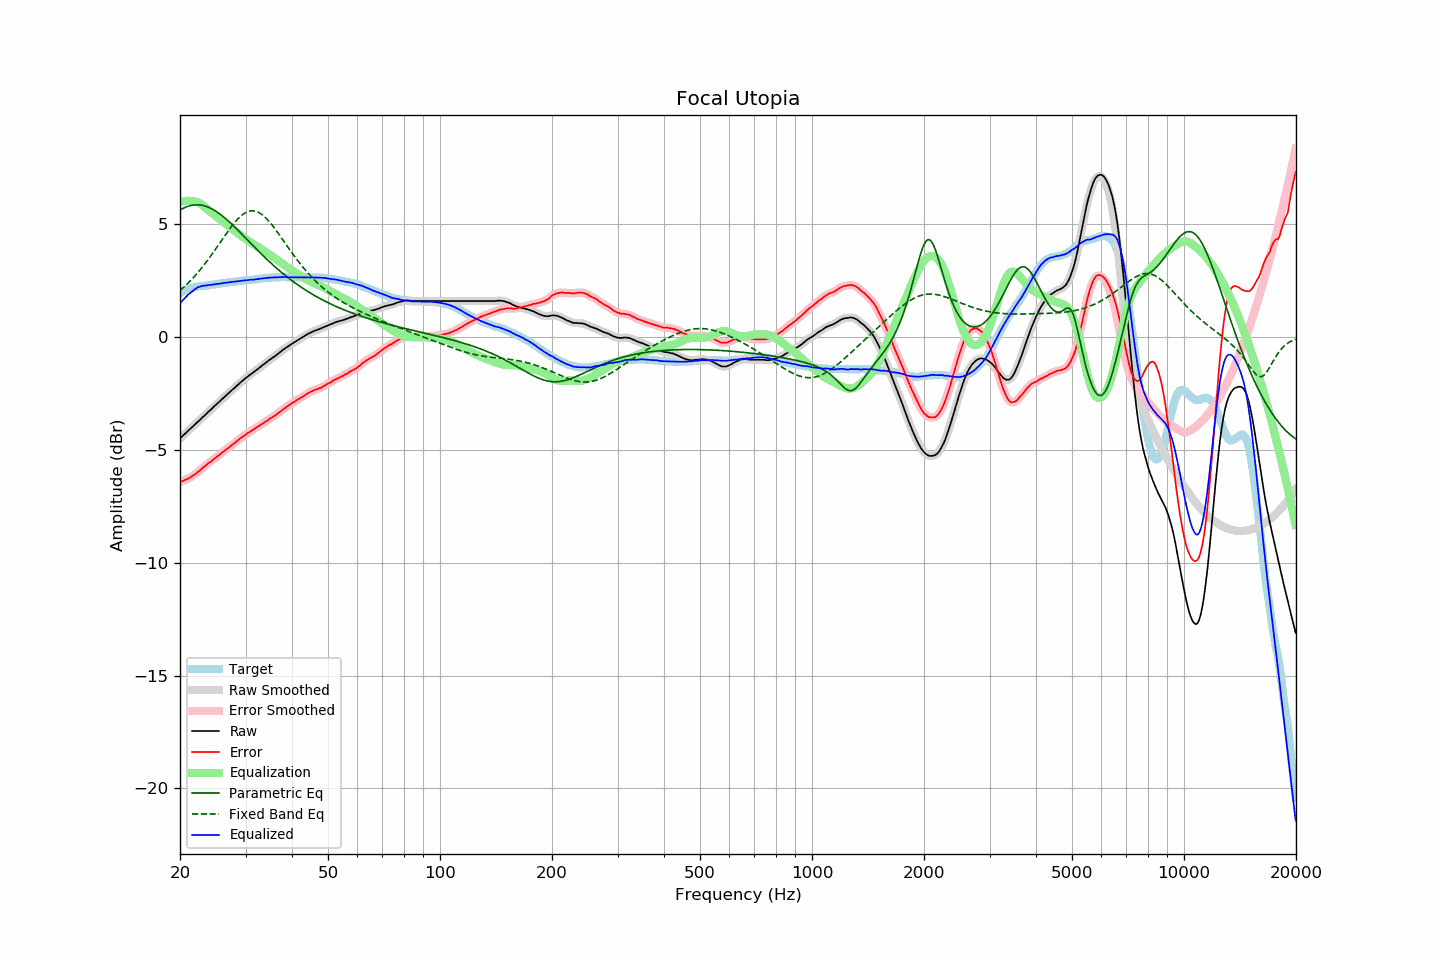 Focal Utopia
Amplitude (dBr)
5
0
−5
−10
−15
−20
Target
Raw Smoothed
Error Smoothed
Raw
Error
Equalization
Parametric Eq
Fixed Band Eq
Equalized
20 50 100 200 500 1000 2000 5000 10000 20000
Frequency (Hz)